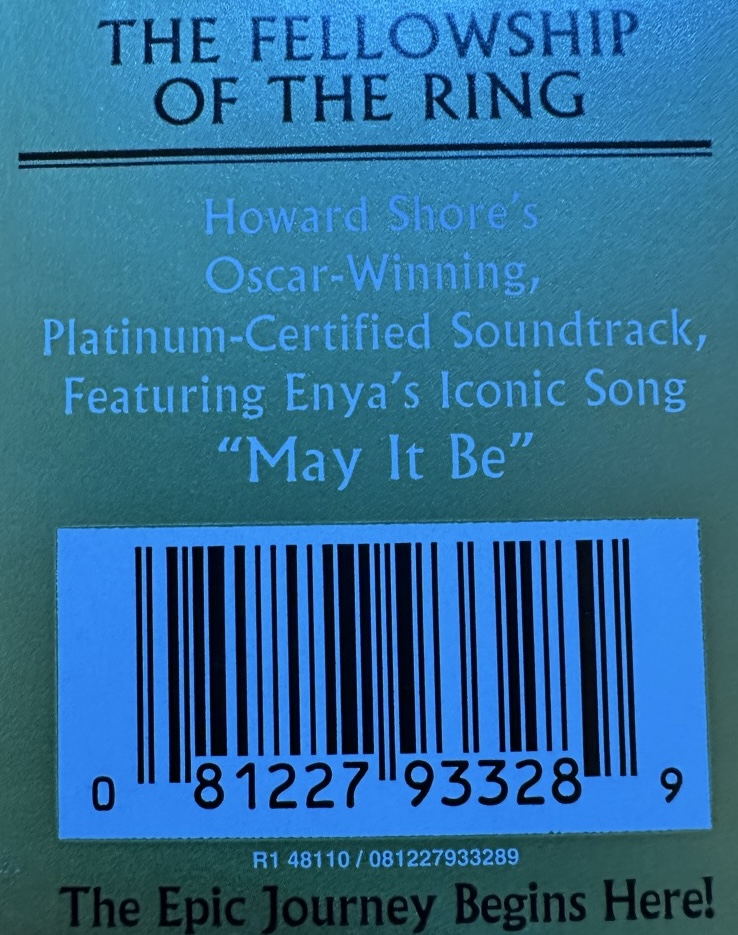 THE FELLOWSHIP
OF THE RING
Howard Shore's
Oscar-Winning,
Platinum-Certified Soundtrack,
Featuring Enya's Iconic Song
“May It Be”
0 81227 93328 9
R1 48110 / 081227933289
The Epic Journey Begins Here!